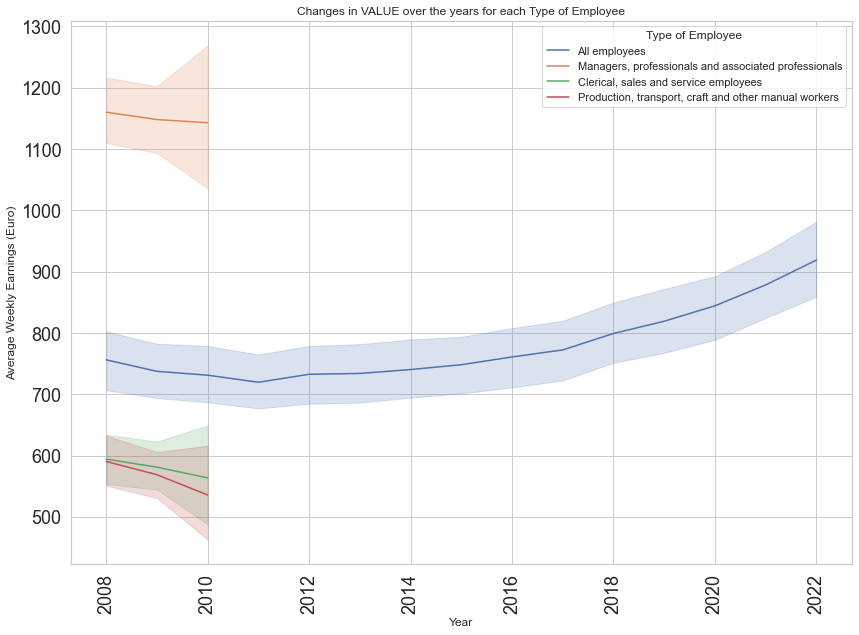 Changes in VALUE over the years for each Type of Employee
Type of Employee
All employees
Managers, professionals and associated professionals
Clerical, sales and service employees
Production, transport, craft and other manual workers
Average Weekly Earnings (Euro)
1300
1200
1100
1000
900
800
700
600
500
2008
2010
2012
2014
2016
2018
2020
2022
Year